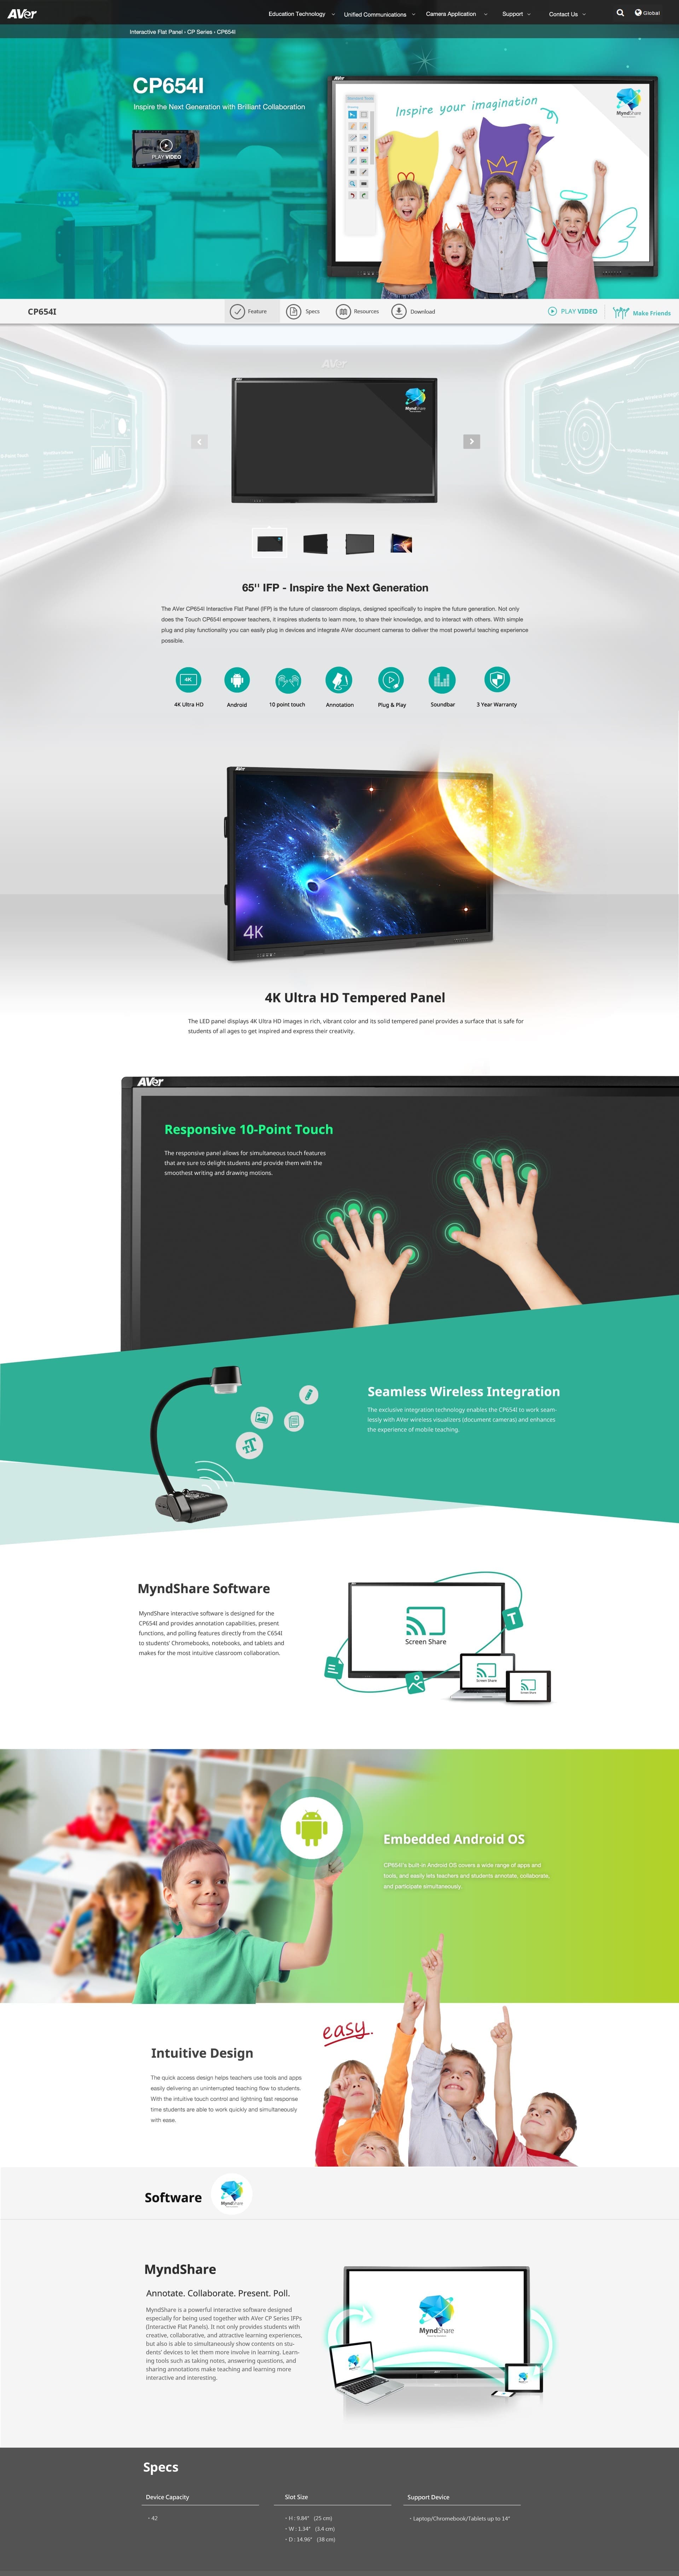 AVer
Education Technology
Unified Communications
Camera Application
Support
Contact Us
Global
Interactive Flat Panel › CP Series › CP654I
CP654I
Inspire the Next Generation with Brilliant Collaboration
PLAY VIDEO
AVer
Inspire your imagination
MyndShare
CP654I
Feature
Specs
Resources
Download
PLAY VIDEO
Make Friends
AVer
MyndShare
65'' IFP - Inspire the Next Generation
The AVer CP654I Interactive Flat Panel (IFP) is the future of classroom displays, designed specifically to inspire the future generation. Not only
does the Touch CP654I empower teachers, it inspires students to learn more, to share their knowledge, and to interact with others. With simple
plug and play functionality you can easily plug in devices and integrate AVer document cameras to deliver the most powerful teaching experience
possible.
4K
4K Ultra HD
Android
10 point touch
Annotation
Plug & Play
Soundbar
3 Year Warranty
AVer
4K
4K Ultra HD Tempered Panel
The LED panel displays 4K Ultra HD images in rich, vibrant color and its solid tempered panel provides a surface that is safe for
students of all ages to get inspired and express their creativity.
AVer
Responsive 10-Point Touch
The responsive panel allows for simultaneous touch features
that are sure to delight students and provide them with the
smoothest writing and drawing motions.
Seamless Wireless Integration
The exclusive integration technology enables the CP654I to work seam-
lessly with AVer wireless visualizers (document cameras) and enhances
the experience of mobile teaching.
TT
MyndShare Software
MyndShare interactive software is designed for the
CP654I and provides annotation capabilities, present
functions, and polling features directly from the C654I
to students' Chromebooks, notebooks, and tablets and
makes for the most intuitive classroom collaboration.
Screen Share
T
Screen Share
Screen Share
Embedded Android OS
CP654I's built-in Android OS covers a wide range of apps and
tools, and easily lets teachers and students annotate, collaborate,
and participate simultaneously.
easy.
Intuitive Design
The quick access design helps teachers use tools and apps
easily delivering an uninterrupted teaching flow to students.
With the intuitive touch control and lightning fast response
time students are able to work quickly and simultaneously
with ease.
Software
MyndShare
MyndShare
Annotate. Collaborate. Present. Poll.
MyndShare is a powerful interactive software designed
especially for being used together with AVer CP Series IFPs
(Interactive Flat Panels). It not only provides students with
creative, collaborative, and attractive learning experiences,
but also is able to simultaneously show contents on stu-
dents' devices to let them more involve in learning. Learn-
ing tools such as taking notes, answering questions, and
sharing annotations make teaching and learning more
interactive and interesting.
MyndShare
Specs
Device Capacity
Slot Size
Support Device
· 42
· H : 9.84" (25 cm)
· W : 1.34" (3.4 cm)
· D : 14.96" (38 cm)
· Laptop/Chromebook/Tablets up to 14"